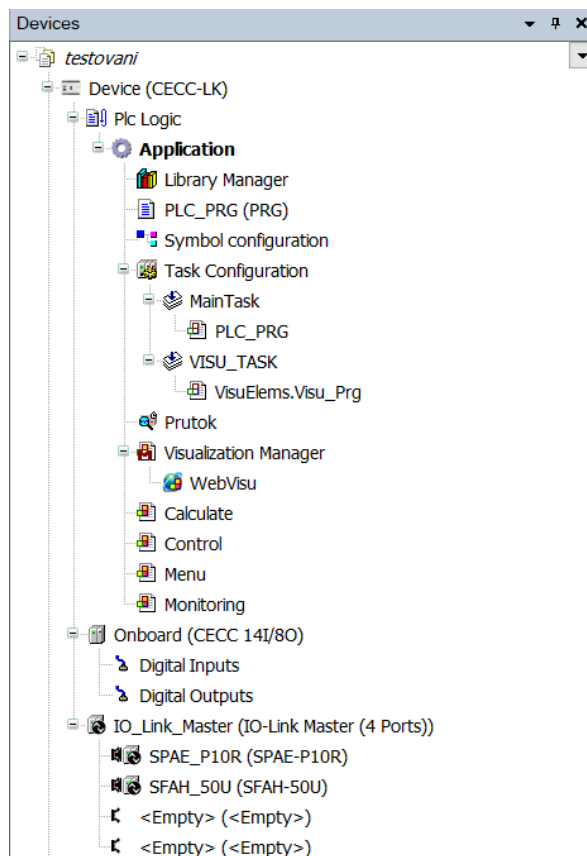 Devices
testovani
Device (CECC-LK)
Plc Logic
Application
Library Manager
PLC_PRG (PRG)
Symbol configuration
Task Configuration
MainTask
PLC_PRG
VISU_TASK
VisuElems.Visu_Prg
Prutok
Visualization Manager
WebVisu
Calculate
Control
Menu
Monitoring
Onboard (CECC 14I/8O)
Digital Inputs
Digital Outputs
IO_Link_Master (IO-Link Master (4 Ports))
SPAE_P10R (SPAE-P10R)
SFAH_50U (SFAH-50U)
<Empty> (<Empty>)
<Empty> (<Empty>)